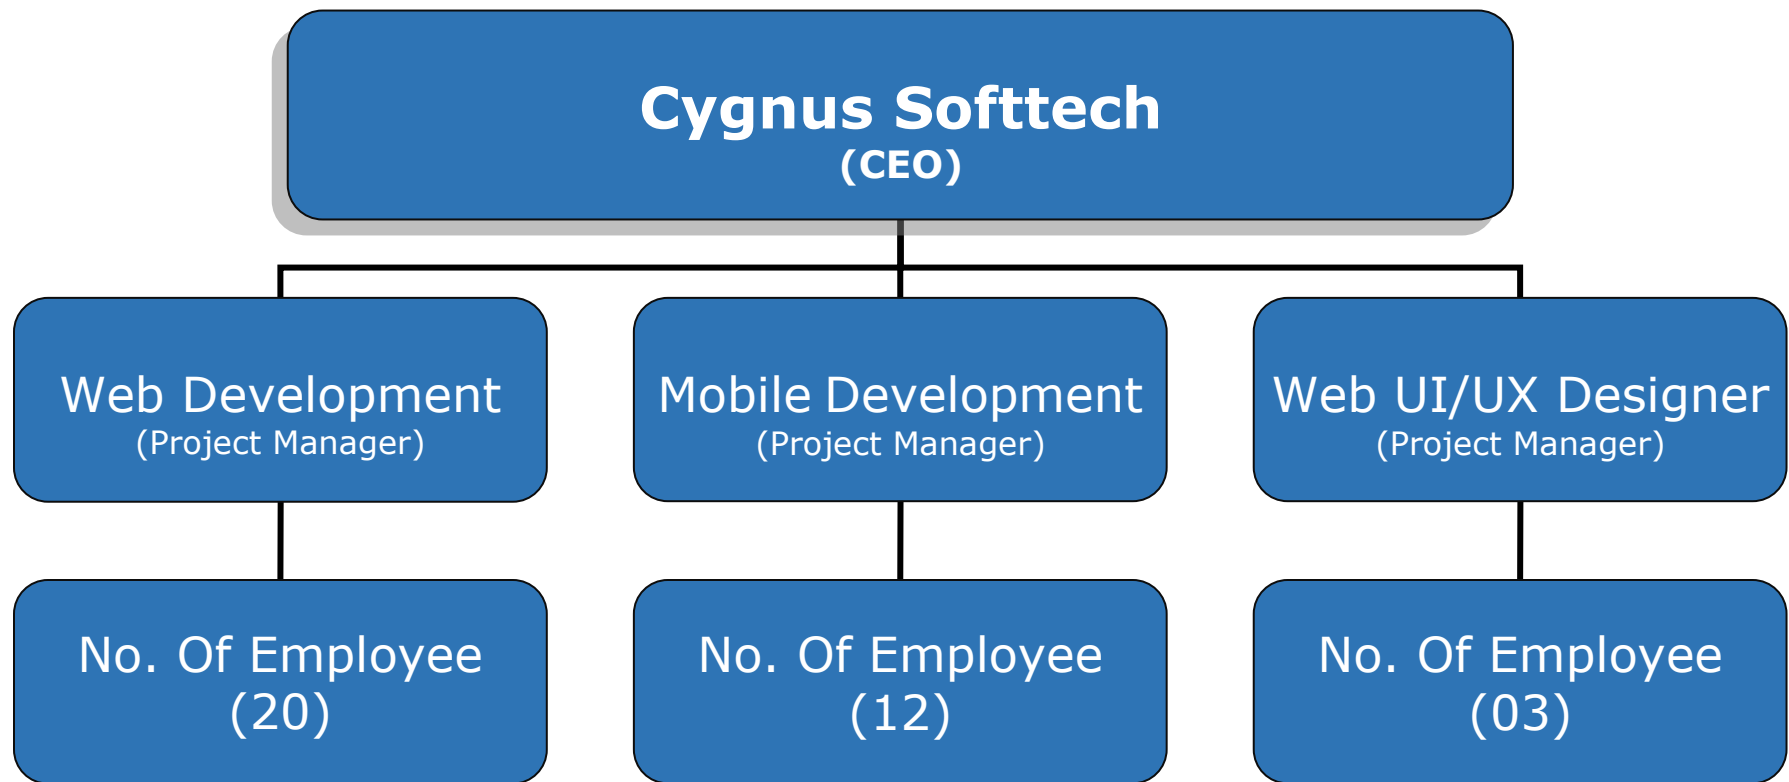 Cygnus Softtech
(CEO)
Web Development
(Project Manager)
Mobile Development
(Project Manager)
Web UI/UX Designer
(Project Manager)
No. Of Employee
(20)
No. Of Employee
(12)
No. Of Employee
(03)